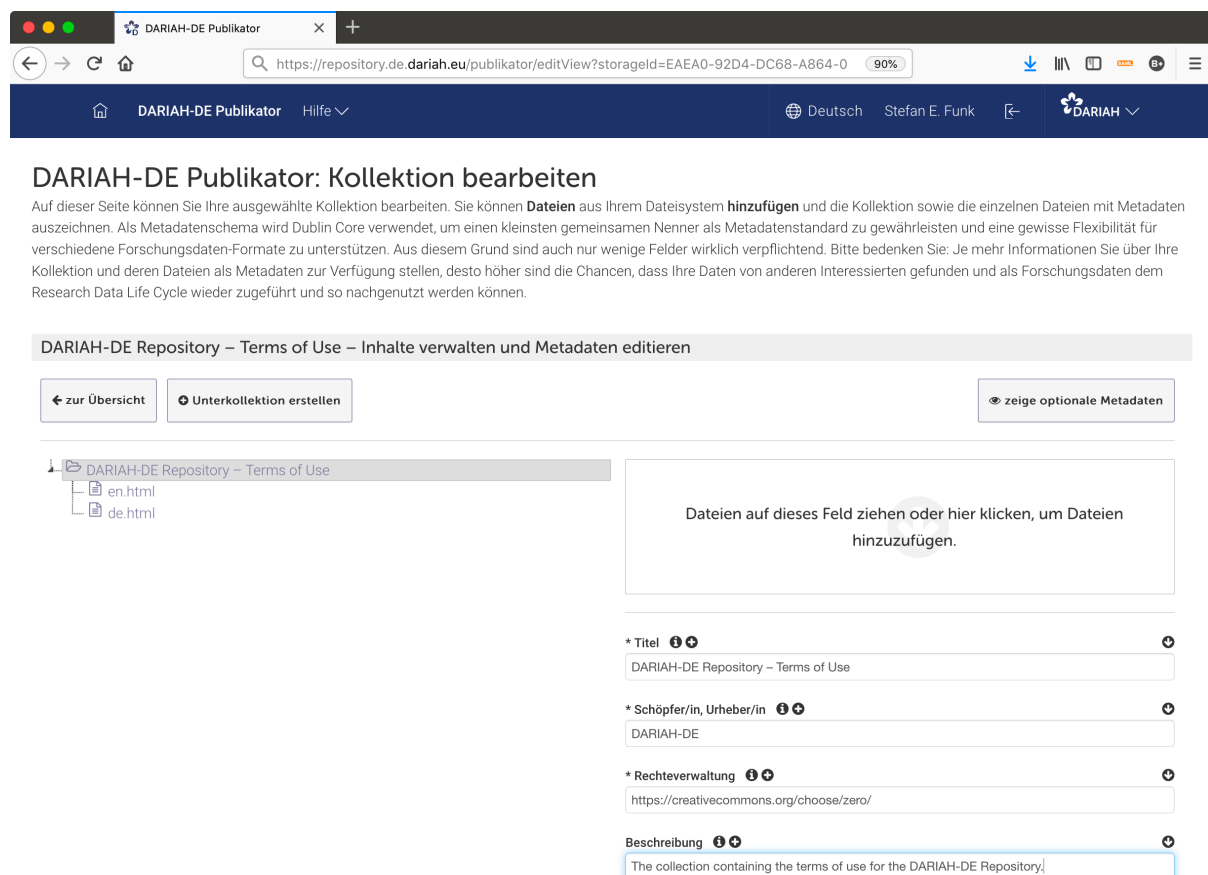 DARIAH-DE Publikator
https://repository.de.dariah.eu/publikator/editView?storageId=EAEA0-92D4-DC68-A864-0 90%
DARIAH-DE Publikator Hilfe Deutsch Stefan E. Funk DARIAH
DARIAH-DE Publikator: Kollektion bearbeiten
Auf dieser Seite können Sie Ihre ausgewählte Kollektion bearbeiten. Sie können Dateien aus Ihrem Dateisystem hinzufügen und die Kollektion sowie die einzelnen Dateien mit Metadaten
auszeichnen. Als Metadatenschema wird Dublin Core verwendet, um einen kleinsten gemeinsamen Nenner als Metadatenstandard zu gewährleisten und eine gewisse Flexibilität für
verschiedene Forschungsdaten-Formate zu unterstützen. Aus diesem Grund sind auch nur wenige Felder wirklich verpflichtend. Bitte bedenken Sie: Je mehr Informationen Sie über Ihre
Kollektion und deren Dateien als Metadaten zur Verfügung stellen, desto höher sind die Chancen, dass Ihre Daten von anderen Interessierten gefunden und als Forschungsdaten dem
Research Data Life Cycle wieder zugeführt und so nachgenutzt werden können.
DARIAH-DE Repository – Terms of Use – Inhalte verwalten und Metadaten editieren
zur Übersicht Unterkollektion erstellen zeige optionale Metadaten
DARIAH-DE Repository – Terms of Use
en.html
de.html
Dateien auf dieses Feld ziehen oder hier klicken, um Dateien
hinzuzufügen.
* Titel
DARIAH-DE Repository – Terms of Use
* Schöpfer/in, Urheber/in
DARIAH-DE
* Rechteverwaltung
https://creativecommons.org/choose/zero/
Beschreibung
The collection containing the terms of use for the DARIAH-DE Repository.